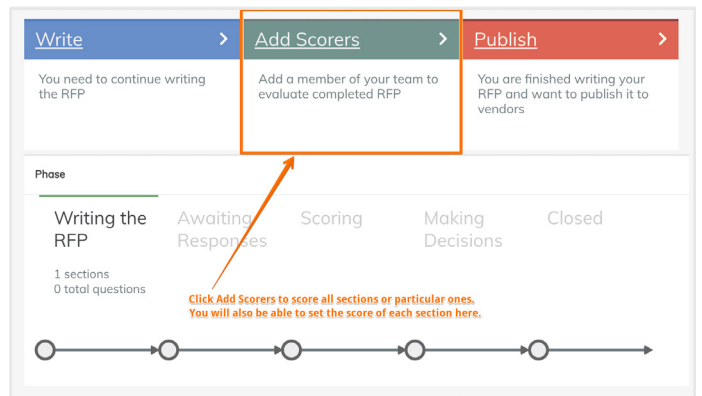 Write
Add Scorers
Publish
You need to continue writing
the RFP
Add a member of your team to
evaluate completed RFP
You are finished writing your
RFP and want to publish it to
vendors
Phase
Writing the
RFP
Awaiting
Responses
Scoring
Making
Decisions
Closed
1 sections
0 total questions
Click Add Scorers to score all sections or particular ones.
You will also be able to set the score of each section here.